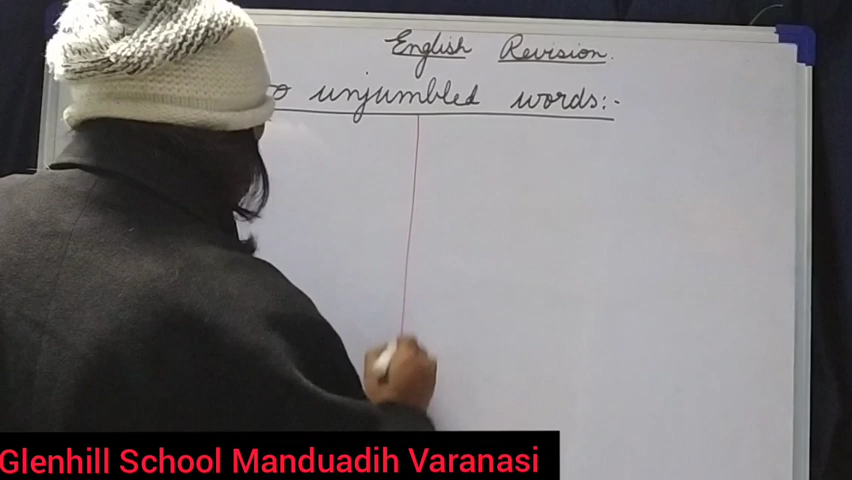 English Revision.
unjumbled words:-
Glenhill School Manduadih Varanasi